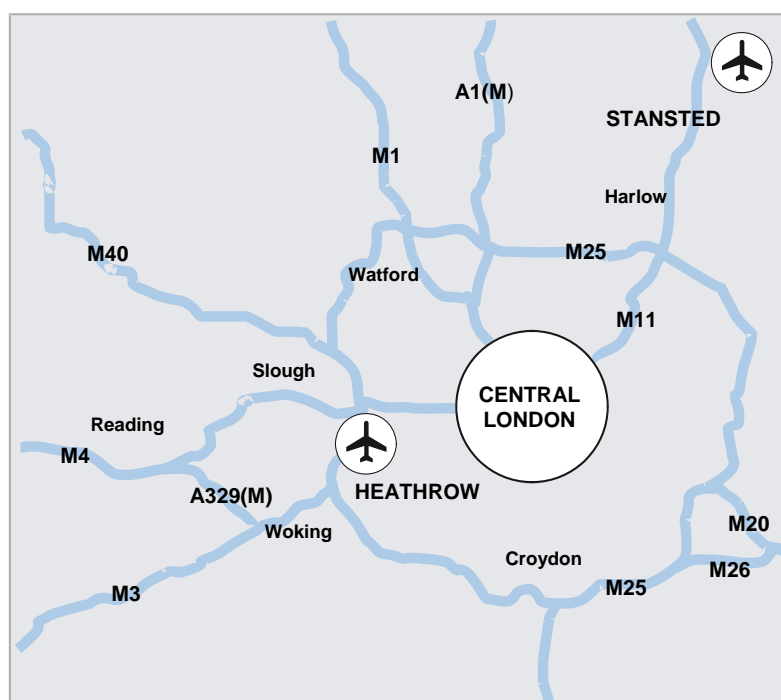 A1(M)
STANSTED
M1
Harlow
M40
M25
Watford
M11
Slough
CENTRAL
LONDON
Reading
M4
A329(M)
HEATHROW
Woking
M20
Croydon
M26
M25
M3